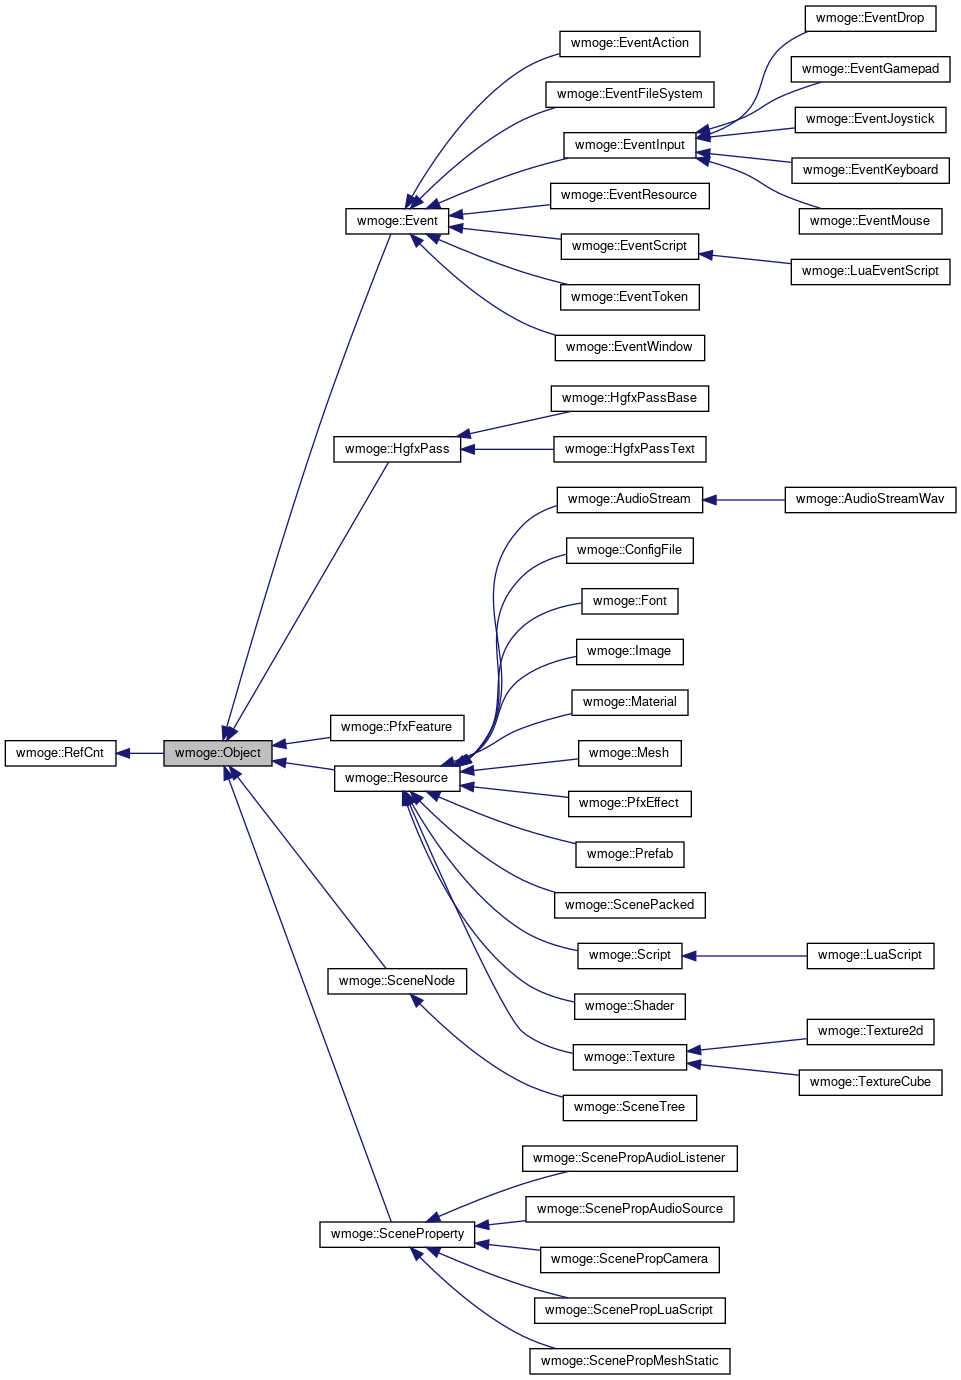 wmoge::EventDrop
wmoge::EventAction
wmoge::EventGamepad
wmoge::EventFileSystem
wmoge::EventJoystick
wmoge::EventInput
wmoge::EventKeyboard
wmoge::EventResource
wmoge::Event
wmoge::EventMouse
wmoge::EventScript
wmoge::LuaEventScript
wmoge::EventToken
wmoge::EventWindow
wmoge::HgfxPassBase
wmoge::HgfxPass
wmoge::HgfxPassText
wmoge::AudioStream
wmoge::AudioStreamWav
wmoge::ConfigFile
wmoge::Font
wmoge::Image
wmoge::Material
wmoge::PfxFeature
wmoge::RefCnt
wmoge::Object
wmoge::Mesh
wmoge::Resource
wmoge::PfxEffect
wmoge::Prefab
wmoge::ScenePacked
wmoge::Script
wmoge::LuaScript
wmoge::SceneNode
wmoge::Shader
wmoge::Texture2d
wmoge::Texture
wmoge::TextureCube
wmoge::SceneTree
wmoge::ScenePropAudioListener
wmoge::ScenePropAudioSource
wmoge::SceneProperty
wmoge::ScenePropCamera
wmoge::ScenePropLuaScript
wmoge::ScenePropMeshStatic